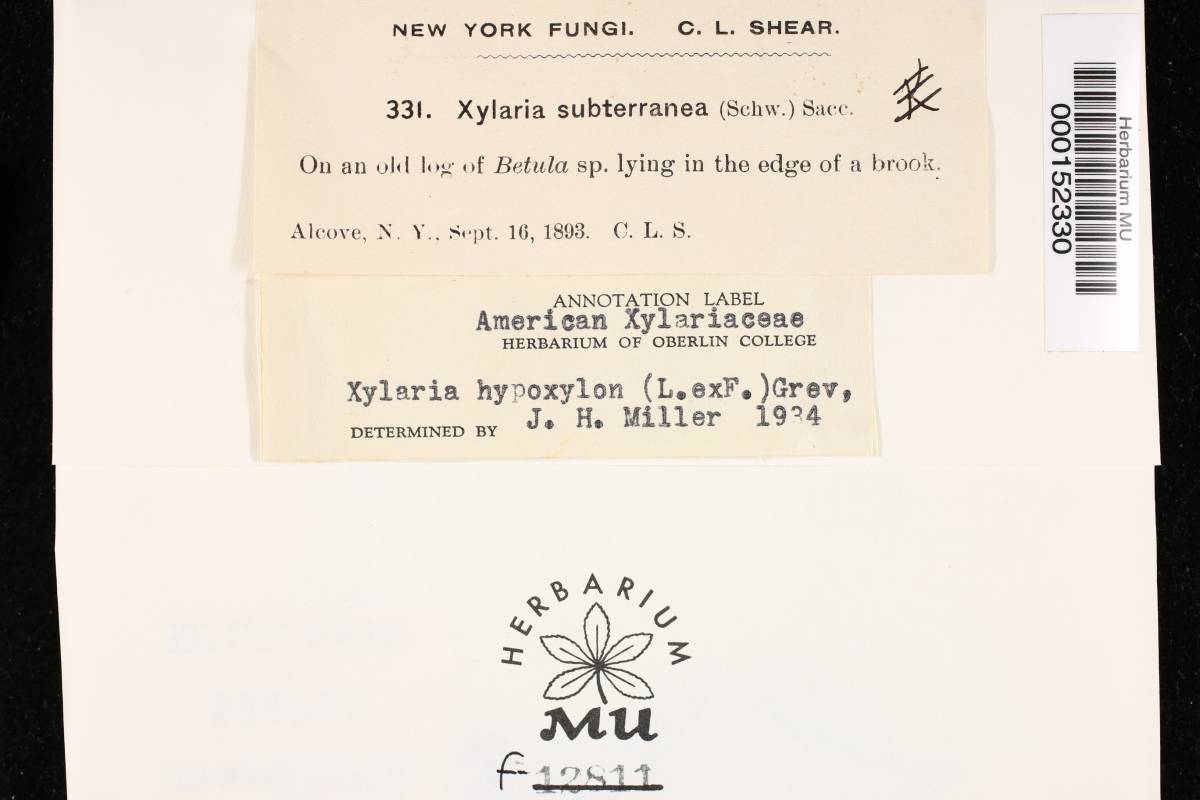 NEW YORK FUNGI. C. L. SHEAR.
331. Xylaria subterranea (Schw.) Sacc.
On an old log of Betula sp. lying in the edge of a brook.
Alcove, N. Y., Sept. 16, 1893. C. L. S.
Herbarium MU
000152330
ANNOTATION LABEL
American Xylariaceae
HERBARIUM OF OBERLIN COLLEGE
Xylaria hypoxylon (L.exF.)Grev,
DETERMINED BY J. H. Miller 1934
HERBARIUM
MU
f-12811